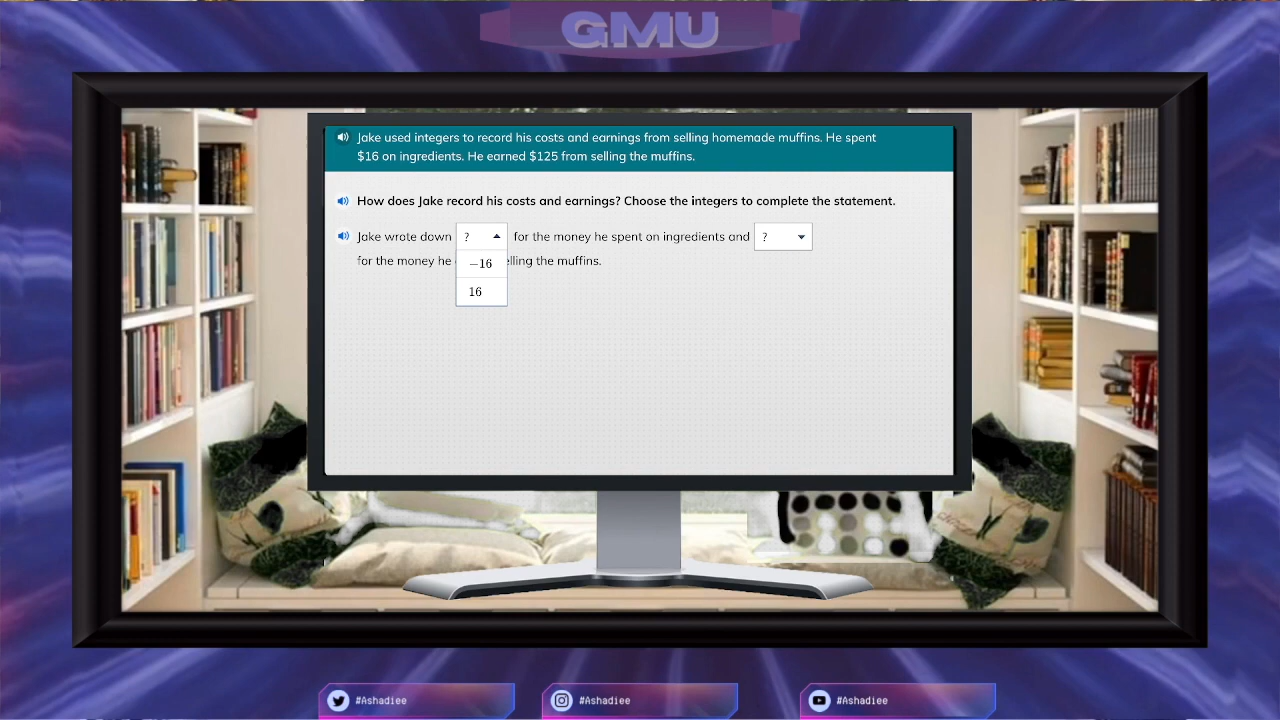 GMU
Jake used integers to record his costs and earnings from selling homemade muffins. He spent
$16 on ingredients. He earned $125 from selling the muffins.
How does Jake record his costs and earnings? Choose the integers to complete the statement.
Jake wrote down ? for the money he spent on ingredients and ?
for the money he elling the muffins.
−16
16
#Ashadiee #Ashadiee #Ashadiee